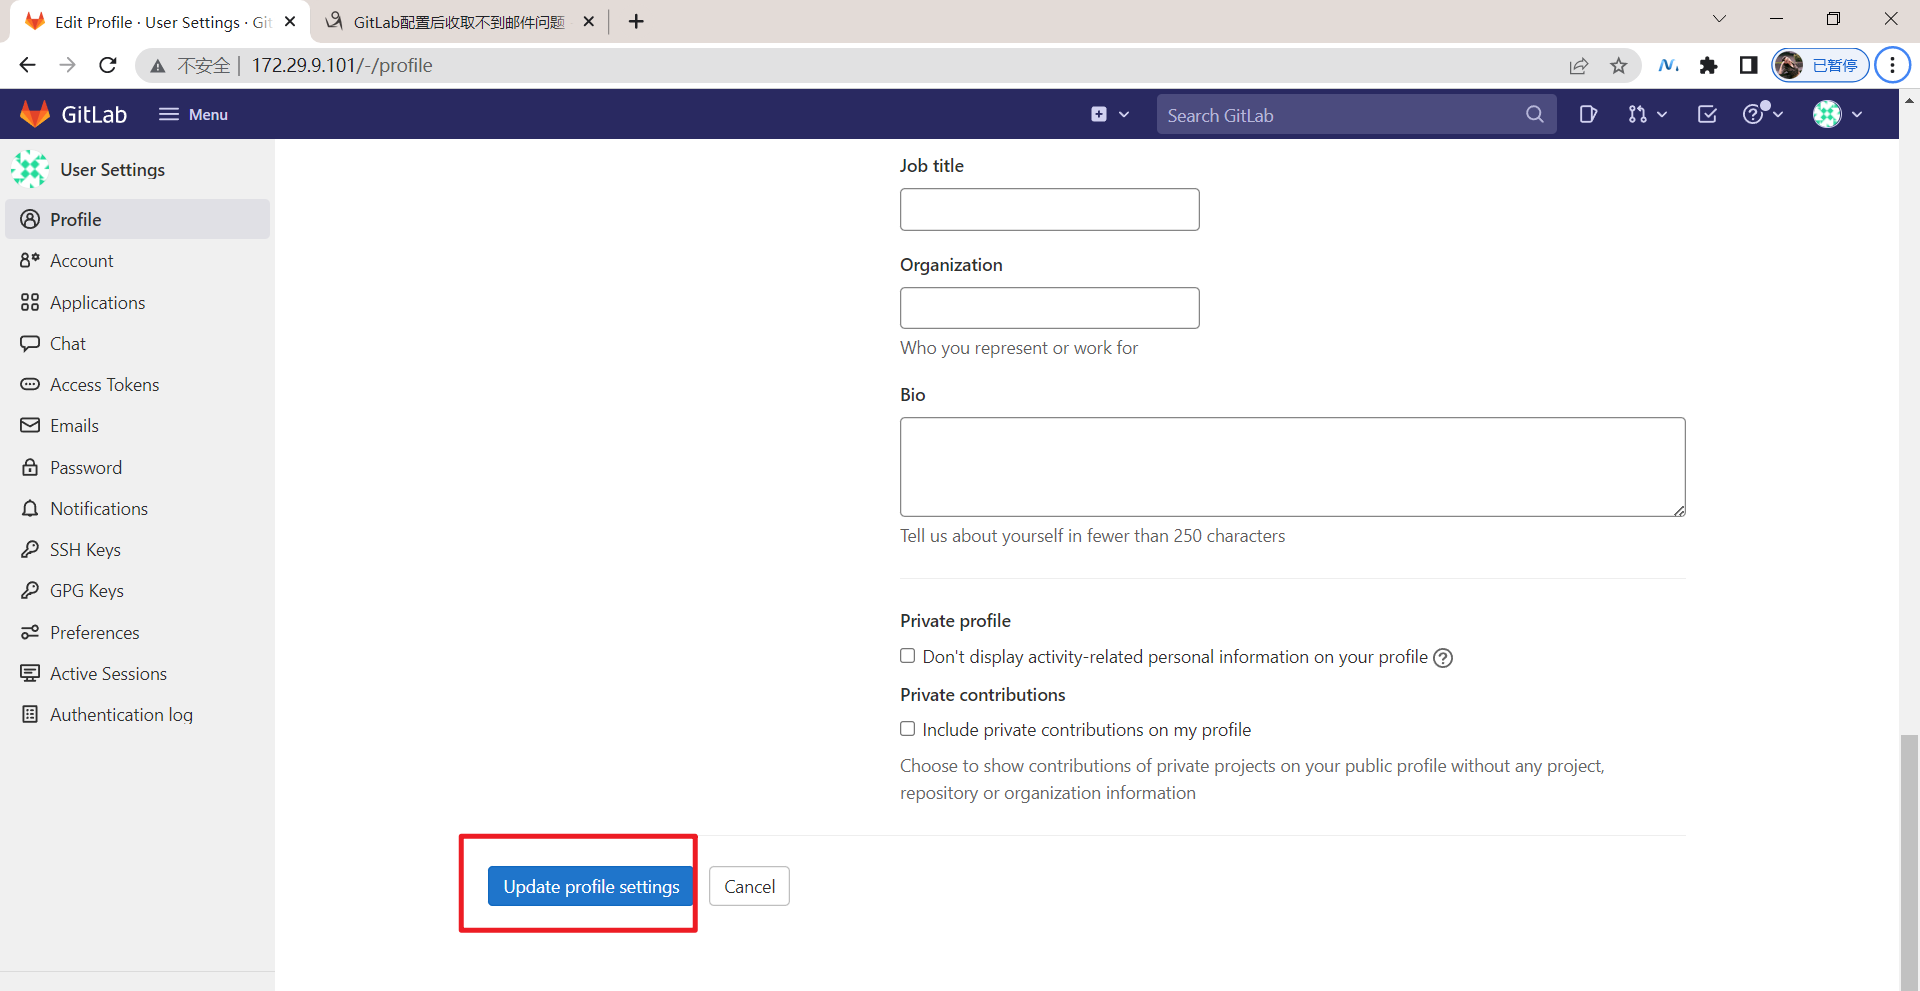 Edit Profile · User Settings · Git
GitLab配置后收取不到邮件问题
不安全 | 172.29.9.101/-/profile
已暂停
GitLab
Menu
Search GitLab
User Settings
Profile
Account
Applications
Chat
Access Tokens
Emails
Password
Notifications
SSH Keys
GPG Keys
Preferences
Active Sessions
Authentication log
Job title
Organization
Who you represent or work for
Bio
Tell us about yourself in fewer than 250 characters
Private profile
Don't display activity-related personal information on your profile
Private contributions
Include private contributions on my profile
Choose to show contributions of private projects on your public profile without any project,
repository or organization information
Update profile settings
Cancel